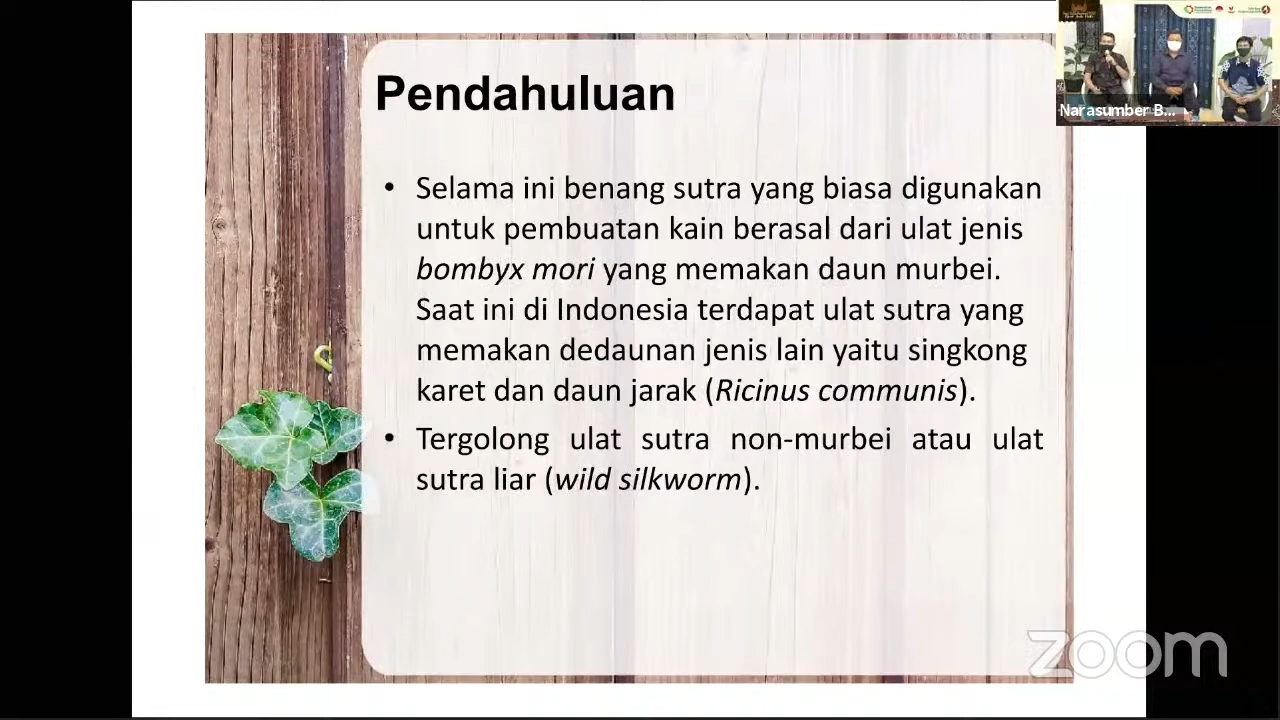 Pendahuluan
• Selama ini benang sutra yang biasa digunakan
untuk pembuatan kain berasal dari ulat jenis
bombyx mori yang memakan daun murbei.
Saat ini di Indonesia terdapat ulat sutra yang
memakan dedaunan jenis lain yaitu singkong
karet dan daun jarak (Ricinus communis).
• Tergolong ulat sutra non-murbei atau ulat
sutra liar (wild silkworm).
Narasumber B...
zoom